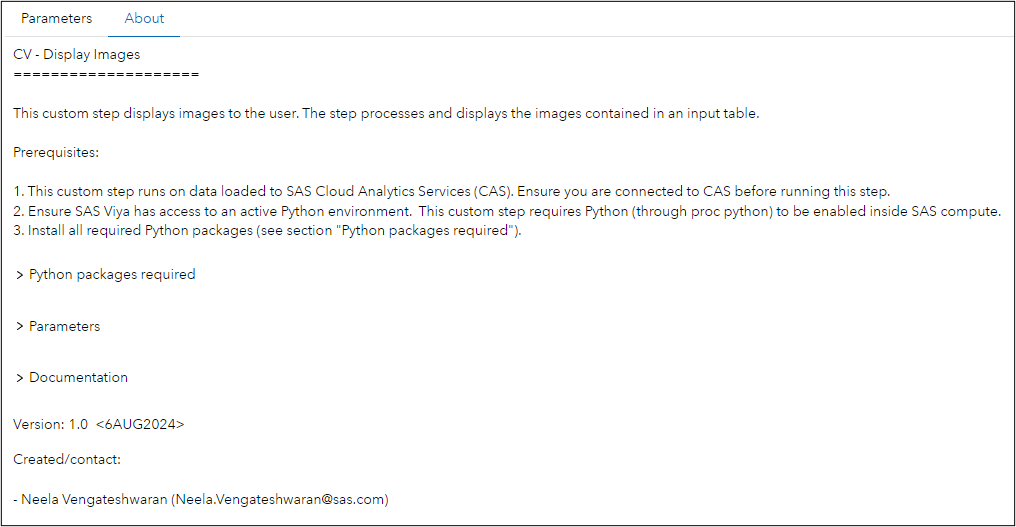 Parameters About
CV - Display Images
====================
This custom step displays images to the user. The step processes and displays the images contained in an input table.
Prerequisites:
1. This custom step runs on data loaded to SAS Cloud Analytics Services (CAS). Ensure you are connected to CAS before running this step.
2. Ensure SAS Viya has access to an active Python environment.  This custom step requires Python (through proc python) to be enabled inside SAS compute.
3. Install all required Python packages (see section "Python packages required").
> Python packages required
> Parameters
> Documentation
Version: 1.0  <6AUG2024>
Created/contact:
- Neela Vengateshwaran (Neela.Vengateshwaran@sas.com)